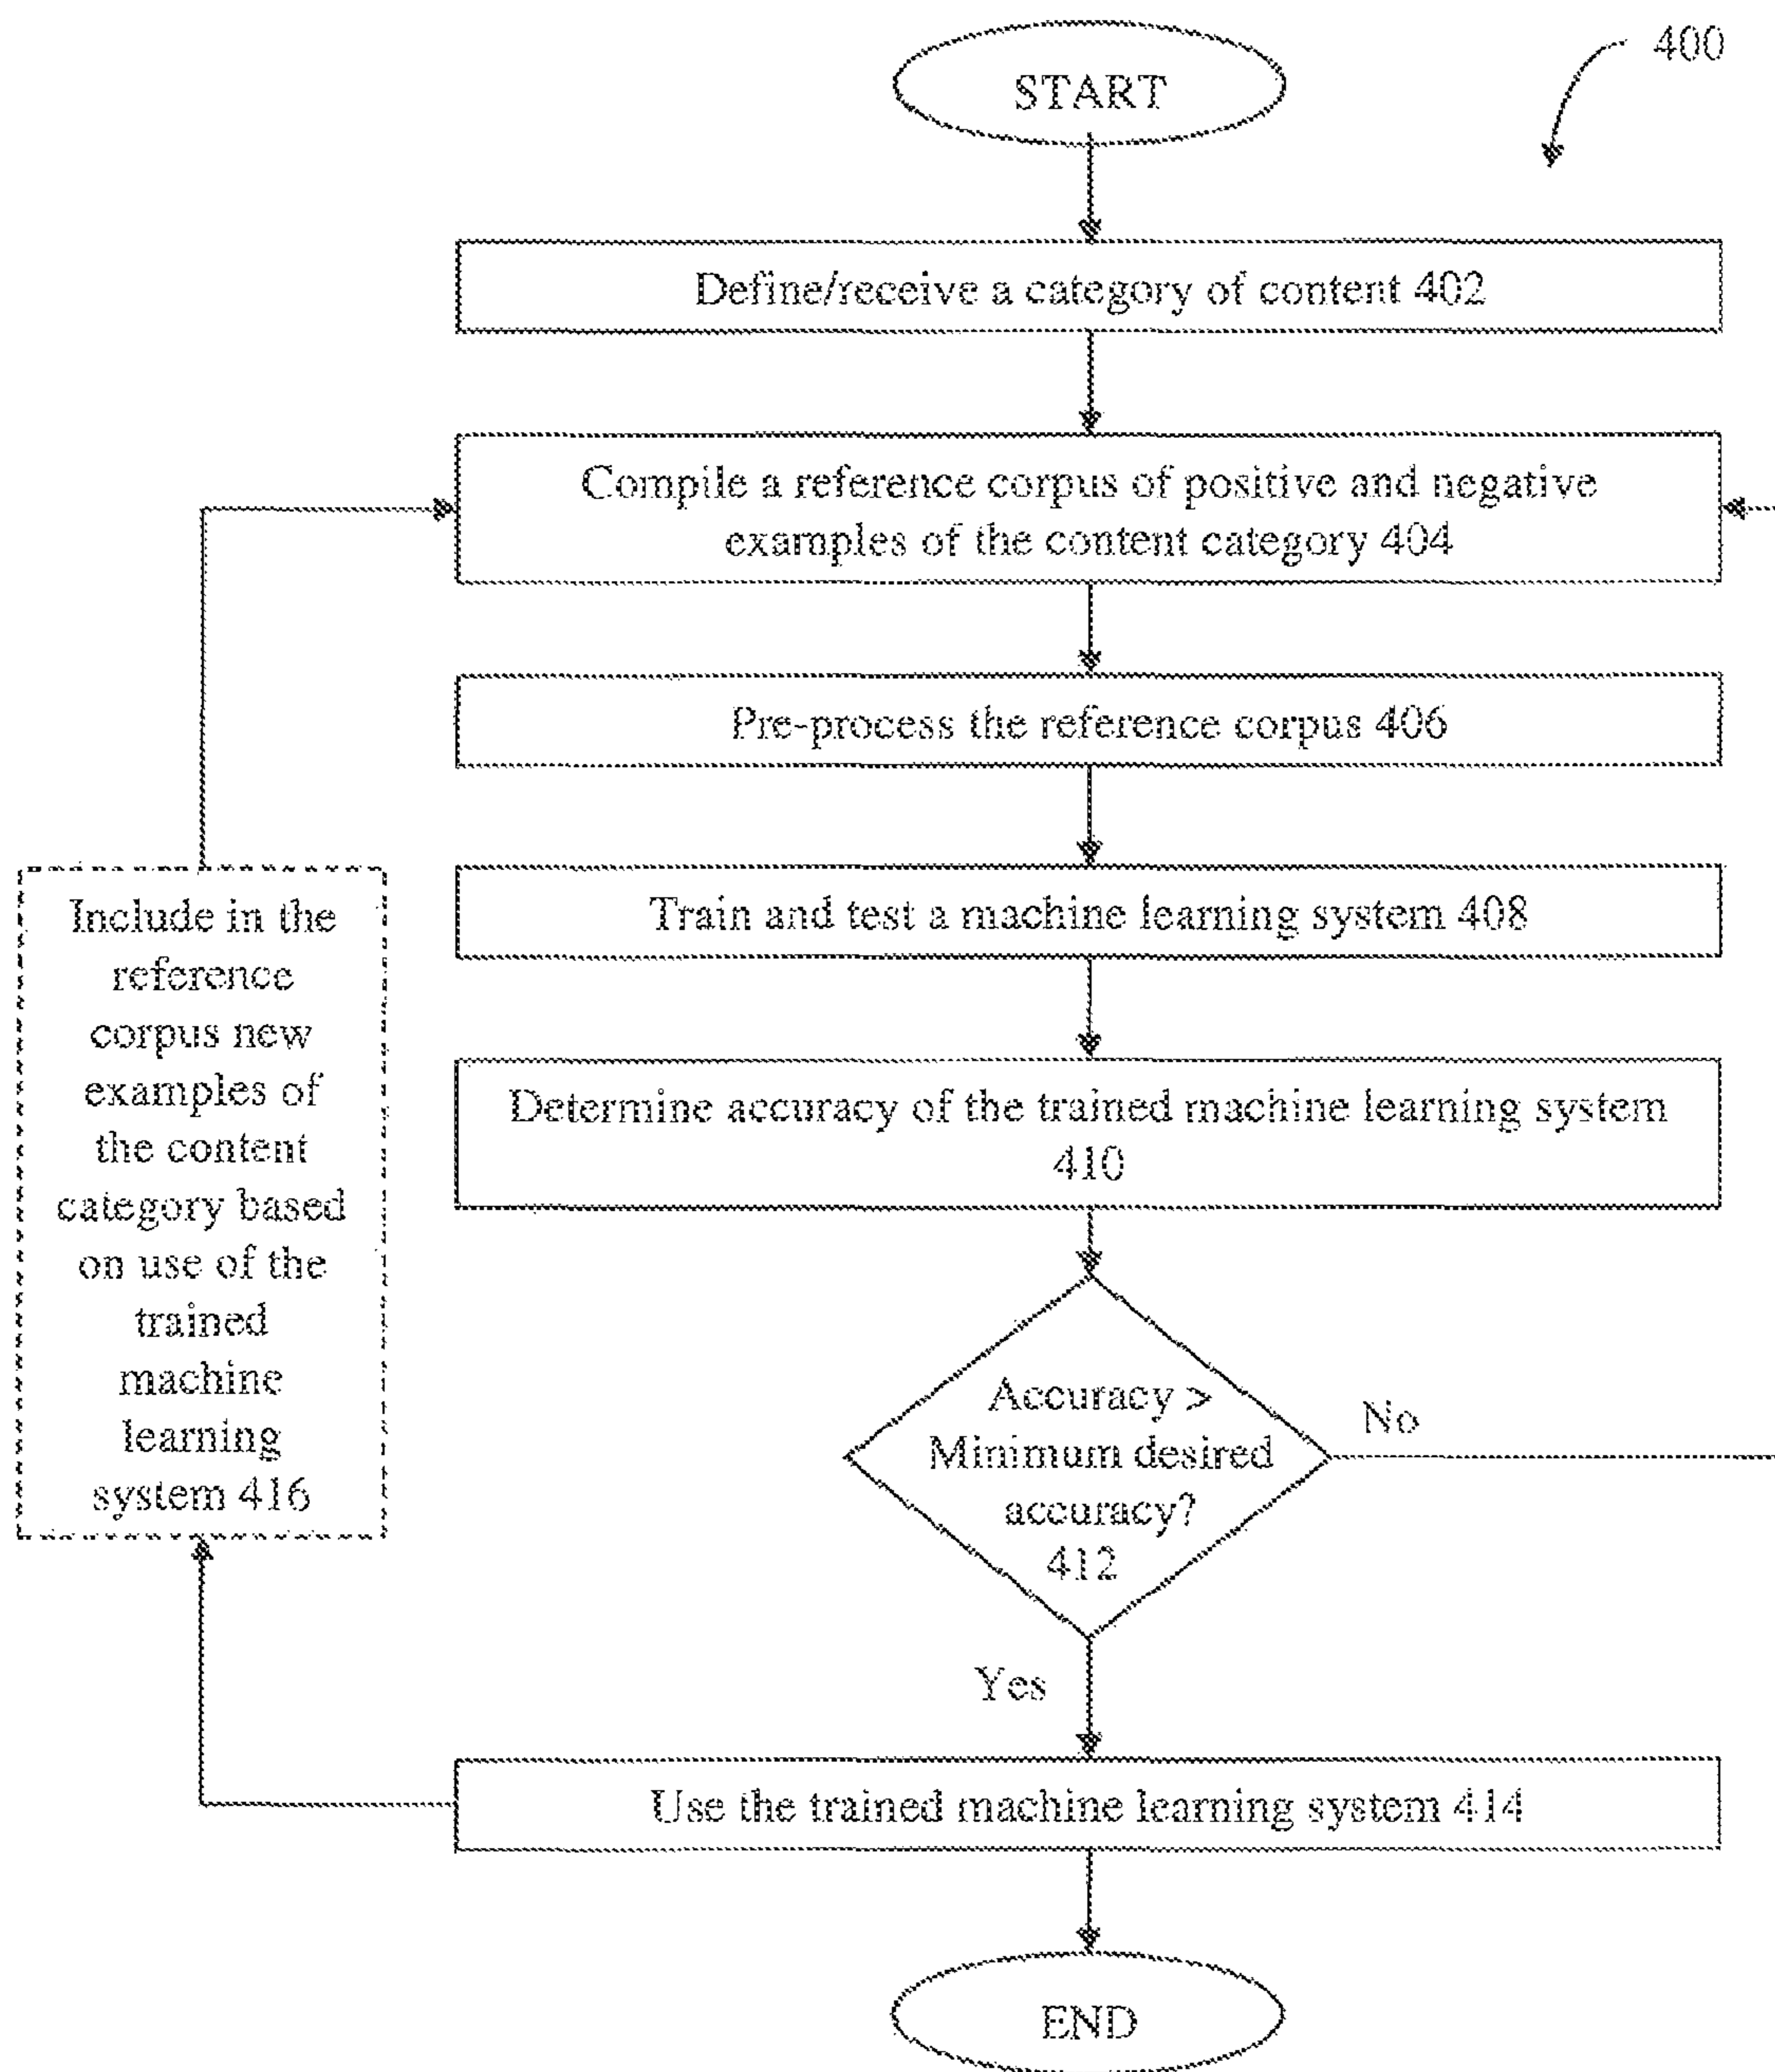 START
400
Define/receive a category of content 402
Compile a reference corpus of positive and negative
examples of the content category 404
Pre-process the reference corpus 406
Train and test a machine learning system 408
Include in the
reference
corpus new
examples of
the content
category based
on use of the
trained
machine
learning
system 416
Determine accuracy of the trained machine learning system
410
Accuracy >
Minimum desired
accuracy?
412
No
Yes
Use the trained machine learning system 414
END